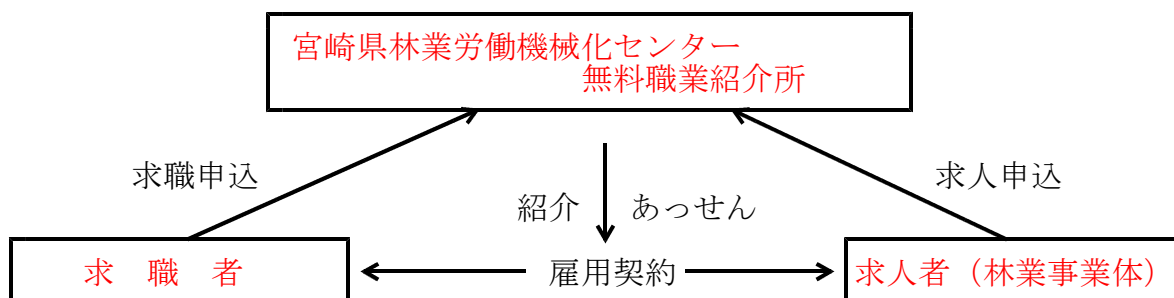 宮崎県林業労働機械化センター
無料職業紹介所
求職申込
求人申込
紹介
あっせん
求 職 者
雇用契約
求人者（林業事業体）